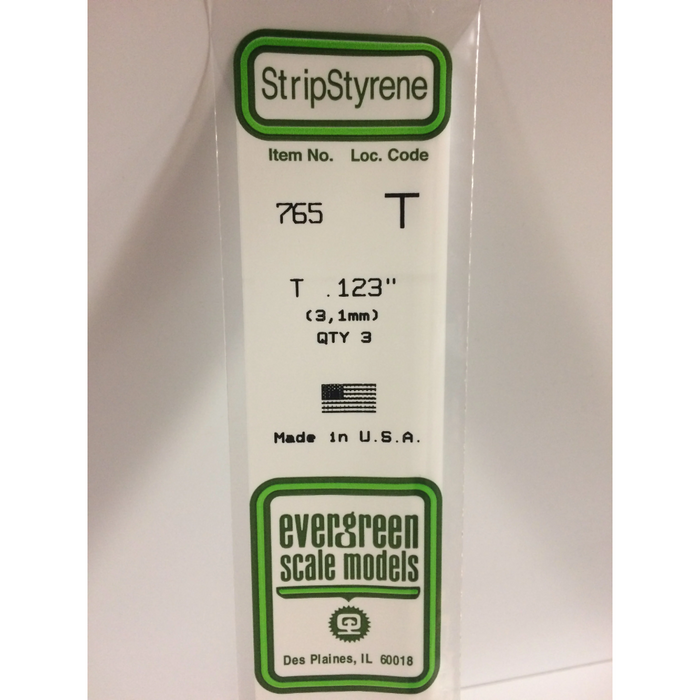 StripStyrene
Item No. Loc. Code
765 T
T .123"
(3,1mm)
QTY 3
Made in U.S.A.
evergreen
scale models
Des Plaines, IL 60018